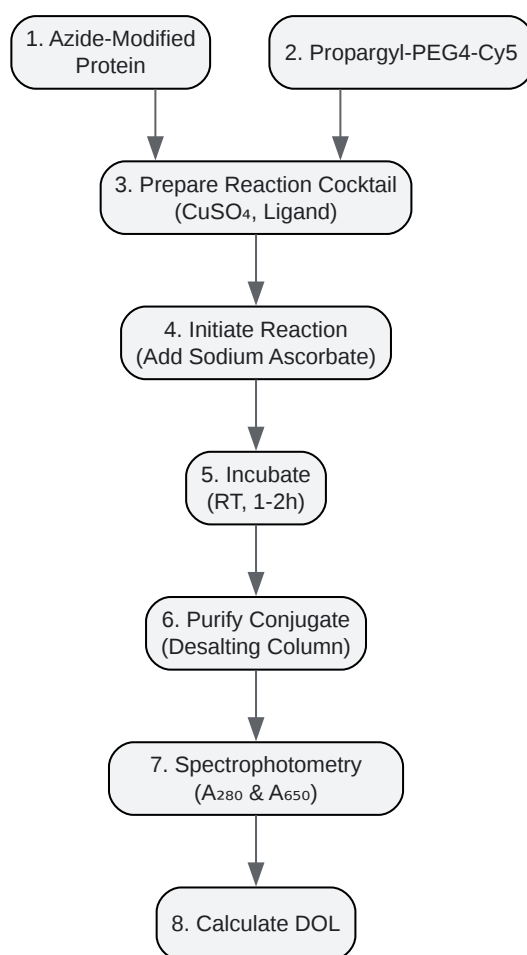 1. Azide-Modified
Protein
2. Propargyl-PEG4-Cy5
3. Prepare Reaction Cocktail
(CuSO₄, Ligand)
4. Initiate Reaction
(Add Sodium Ascorbate)
5. Incubate
(RT, 1-2h)
6. Purify Conjugate
(Desalting Column)
7. Spectrophotometry
(A₂₈₀ & A₆₅₀)
8. Calculate DOL